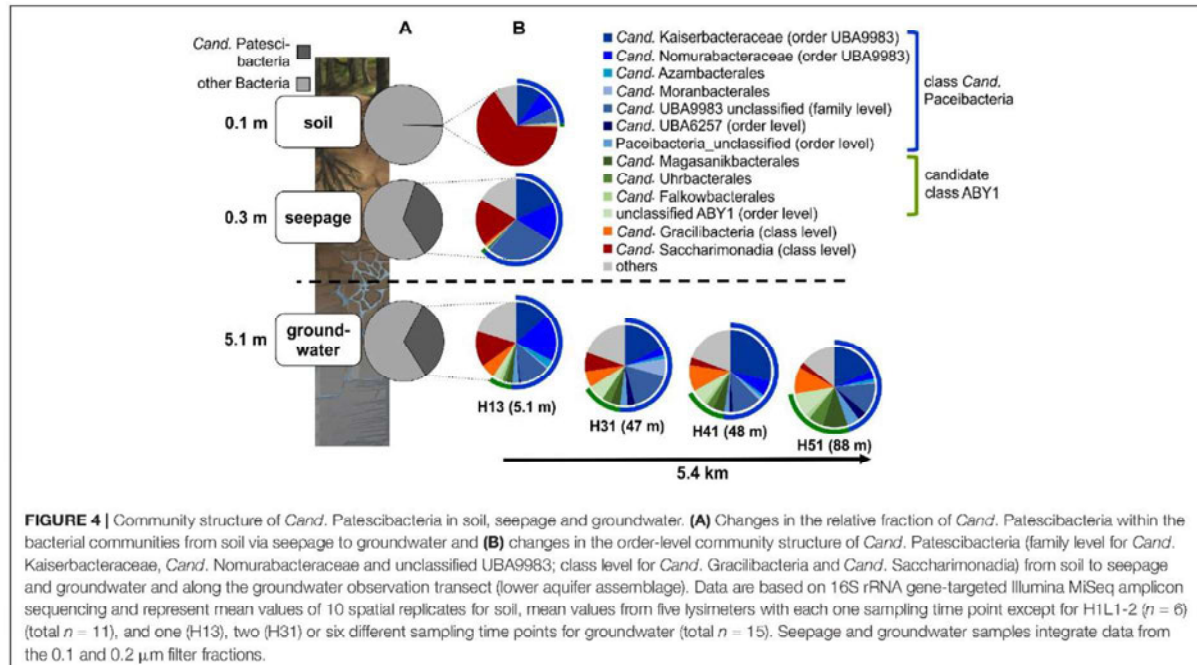 A
B
Cand. Patesci-
bacteria
other Bacteria
0.1 m
soil
0.3 m
seepage
5.1 m
ground-
water
Cand. Kaiserbacteraceae (order UBA9983)
Cand. Nomurabacteraceae (order UBA9983)
Cand. Azambacterales
Cand. Moranbacterales
Cand. UBA9983 unclassified (family level)
Cand. UBA6257 (order level)
Paceibacteria_unclassified (order level)
Cand. Magasanikbacterales
Cand. Uhrbacterales
Cand. Falkowbacterales
unclassified ABY1 (order level)
Cand. Gracilibacteria (class level)
Cand. Saccharimonadia (class level)
others
class Cand.
Paceibacteria
candidate
class ABY1
H13 (5.1 m)
H31 (47 m)
H41 (48 m)
H51 (88 m)
5.4 km
FIGURE 4 | Community structure of Cand. Patescibacteria in soil, seepage and groundwater. (A) Changes in the relative fraction of Cand. Patescibacteria within the
bacterial communities from soil via seepage to groundwater and (B) changes in the order-level community structure of Cand. Patescibacteria (family level for Cand.
Kaiserbacteraceae, Cand. Nomurabacteraceae and unclassified UBA9983; class level for Cand. Gracilibacteria and Cand. Saccharimonadia) from soil to seepage
and groundwater and along the groundwater observation transect (lower aquifer assemblage). Data are based on 16S rRNA gene-targeted Illumina MiSeq amplicon
sequencing and represent mean values of 10 spatial replicates for soil, mean values from five lysimeters with each one sampling time point except for H1L1-2 (n = 6)
(total n = 11), and one (H13), two (H31) or six different sampling time points for groundwater (total n = 15). Seepage and groundwater samples integrate data from
the 0.1 and 0.2 μm filter fractions.